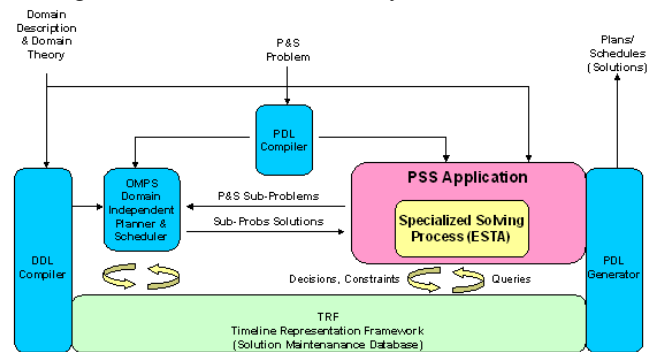 Domain
Description
& Domain
Theory
P&S
Problem
Plans/
Schedules
(Solutions)
PDL
Compiler
OMPS
Domain
Independent
Planner &
Scheduler
P&S Sub-Problems
Sub-Probs Solutions
PSS Application
Specialized Solving
Process (ESTA)
DDL
Compiler
PDL
Generator
Decisions, Constraints
Queries
TRF
Timeline Representation Framework
(Solution Maintenanance Database)